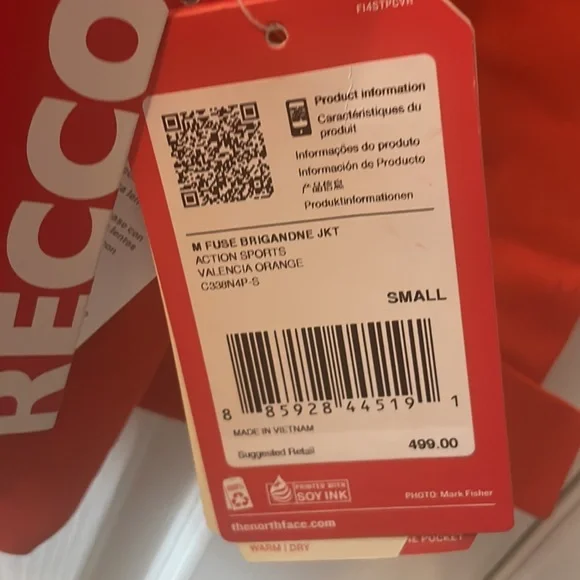 RECCO
Product information
Caractéristiques du
produit
Informações do produto
Información de Producto
产品信息
Produktinformationen
M FUSE BRIGANDNE JKT
ACTION SPORTS
VALENCIA ORANGE
C338N4P-S
SMALL
8 85928 44519 1
MADE IN VIETNAM
Suggested Retail
499.00
PRINTED WITH
SOY INK
PHOTO: Mark Fisher
thenorthface.com
WARM | DRY
POCKET